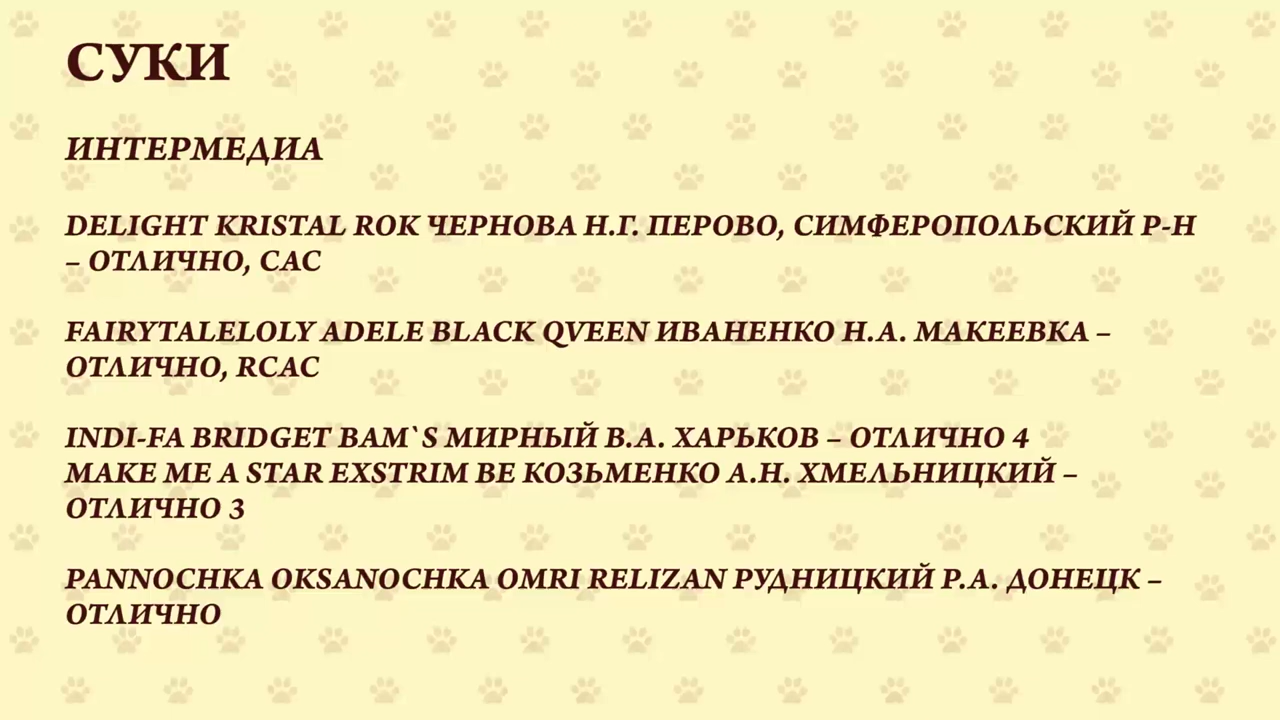 СУКИ
ИНТЕРМЕДИА
DELIGHT KRISTAL ROK ЧЕРНОВА Н.Г. ПЕРОВО, СИМФЕРОПОЛЬСКИЙ Р-Н
– ОТЛИЧНО, САС
FAIRYTALELOLY ADELE BLACK QVEEN ИВАНЕНКО Н.А. МАКЕЕВКА –
ОТЛИЧНО, RCAC
INDI-FA BRIDGET BAM`S МИРНЫЙ В.А. ХАРЬКОВ – ОТЛИЧНО 4
MAKE ME A STAR EXSTRIM BE КОЗЬМЕНКО А.Н. ХМЕЛЬНИЦКИЙ –
ОТЛИЧНО 3
PANNOCHKA OKSANOCHKA OMRI RELIZAN РУДНИЦКИЙ Р.А. ДОНЕЦК –
ОТЛИЧНО